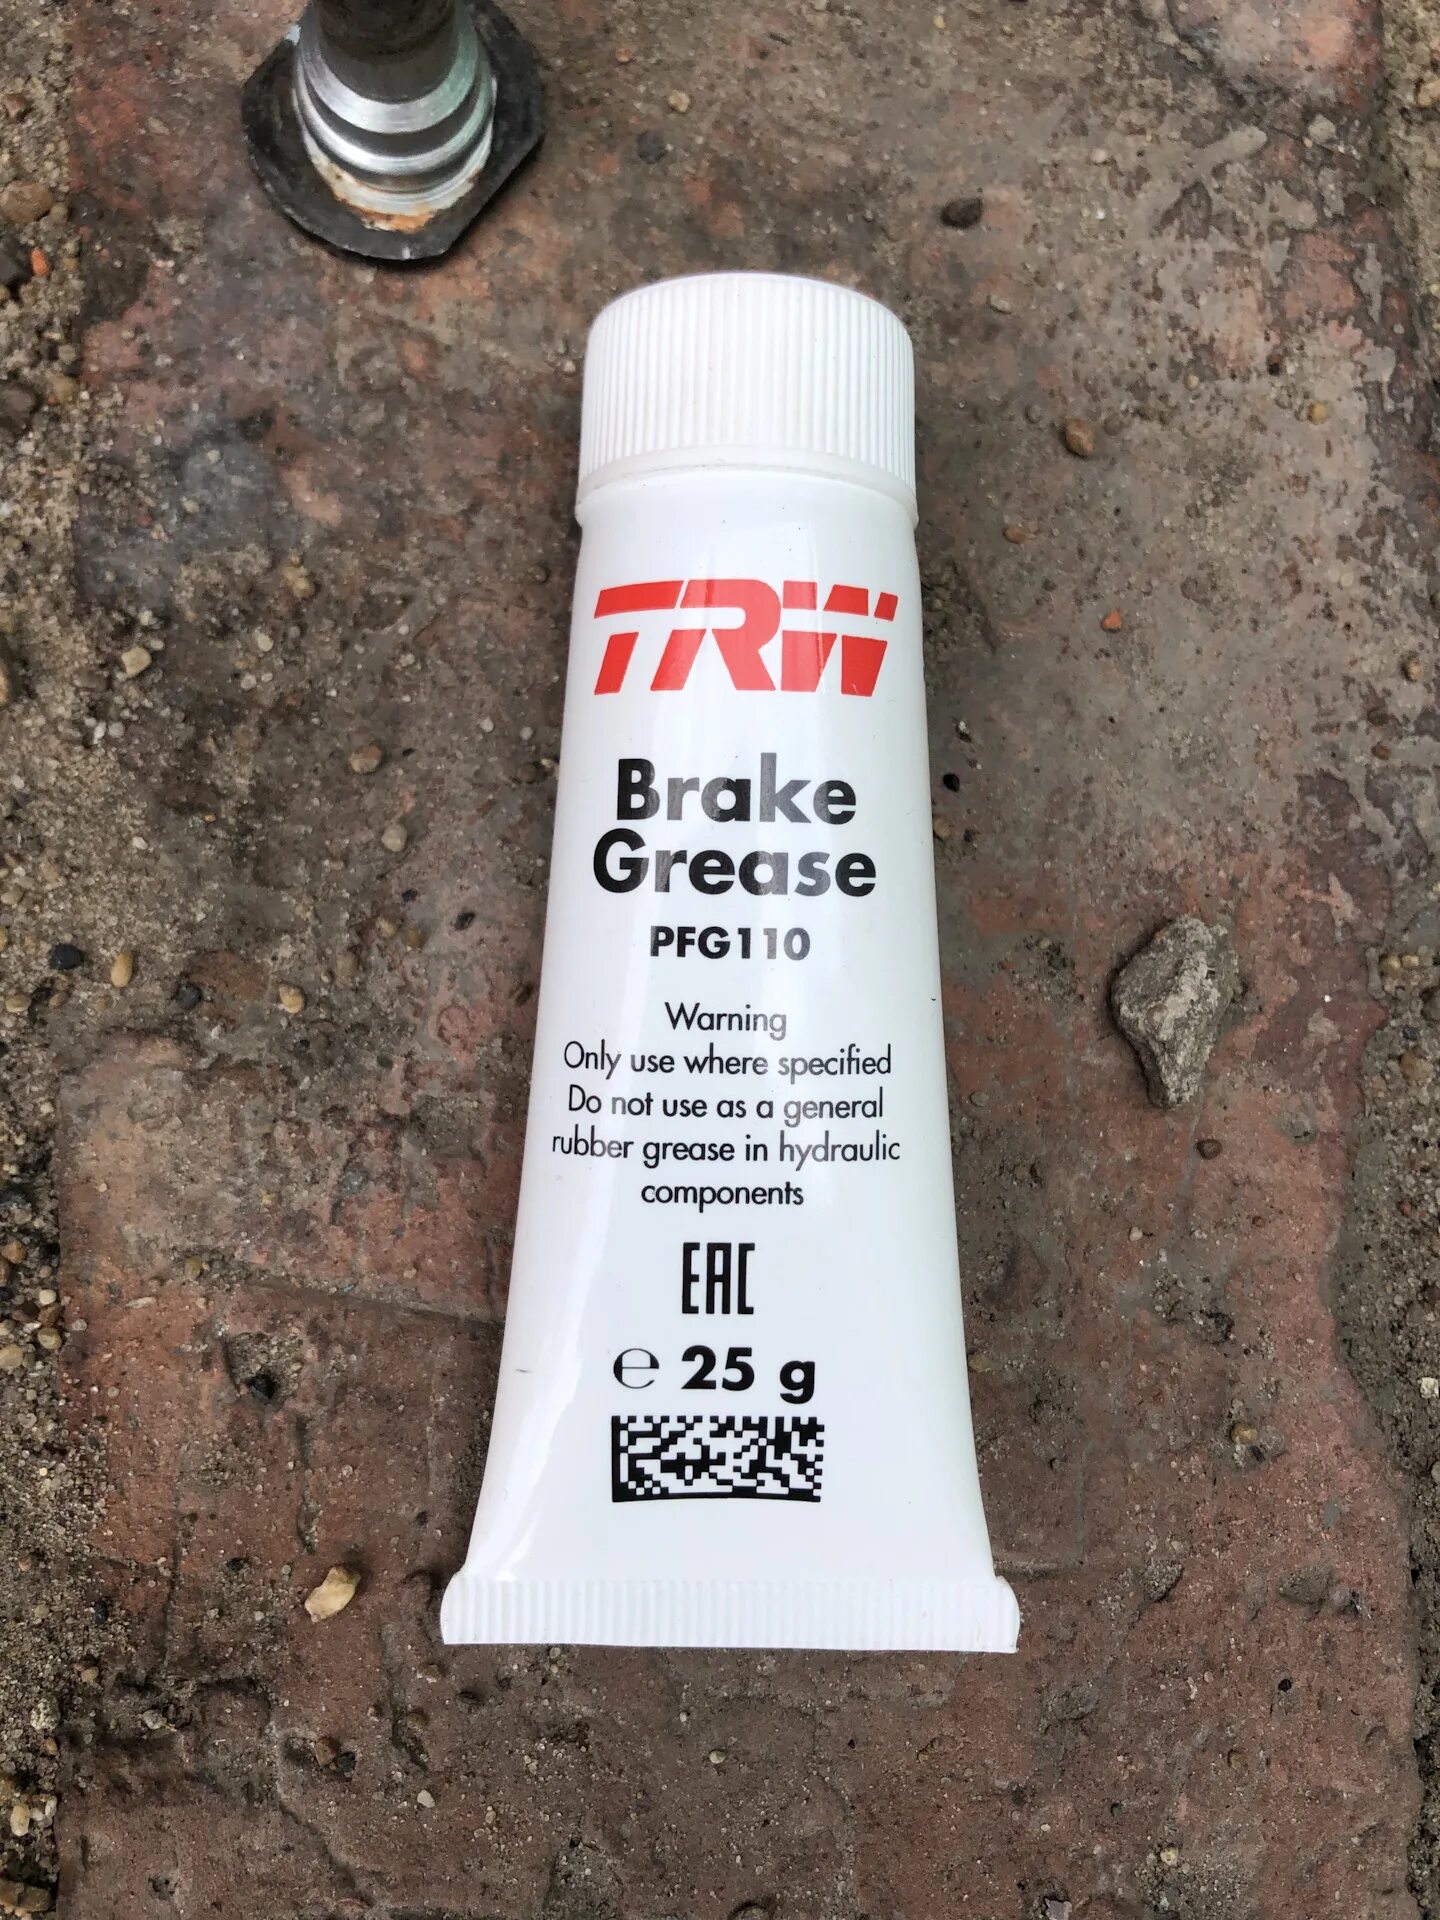 TRW
Brake
Grease
PFG110
Warning
Only use where specified
Do not use as a general
rubber grease in hydraulic
components
EAC
℮ 25 g